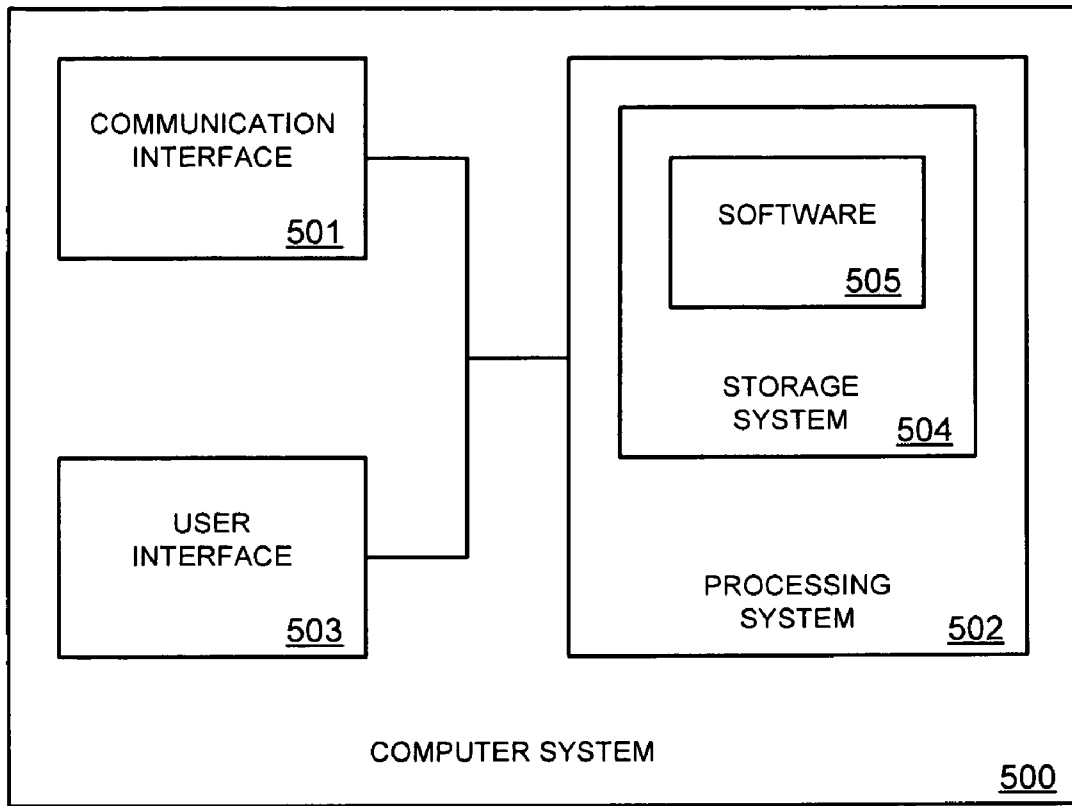 COMMUNICATION
INTERFACE
501
USER
INTERFACE
503
SOFTWARE
505
STORAGE
SYSTEM
504
PROCESSING
SYSTEM
502
COMPUTER SYSTEM
500